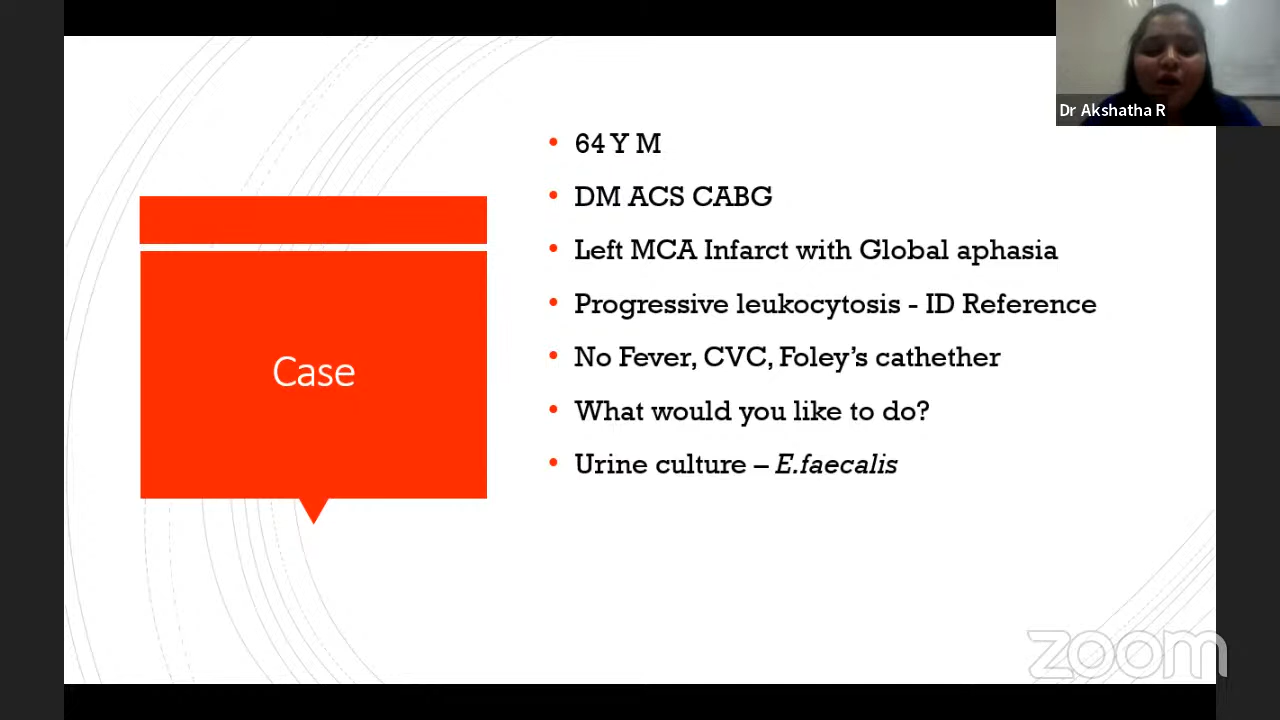 Dr Akshatha R
64 Y M
DM ACS CABG
Left MCA Infarct with Global aphasia
Progressive leukocytosis - ID Reference
No Fever, CVC, Foley's cathether
What would you like to do?
Urine culture – E.faecalis
Case
zoom